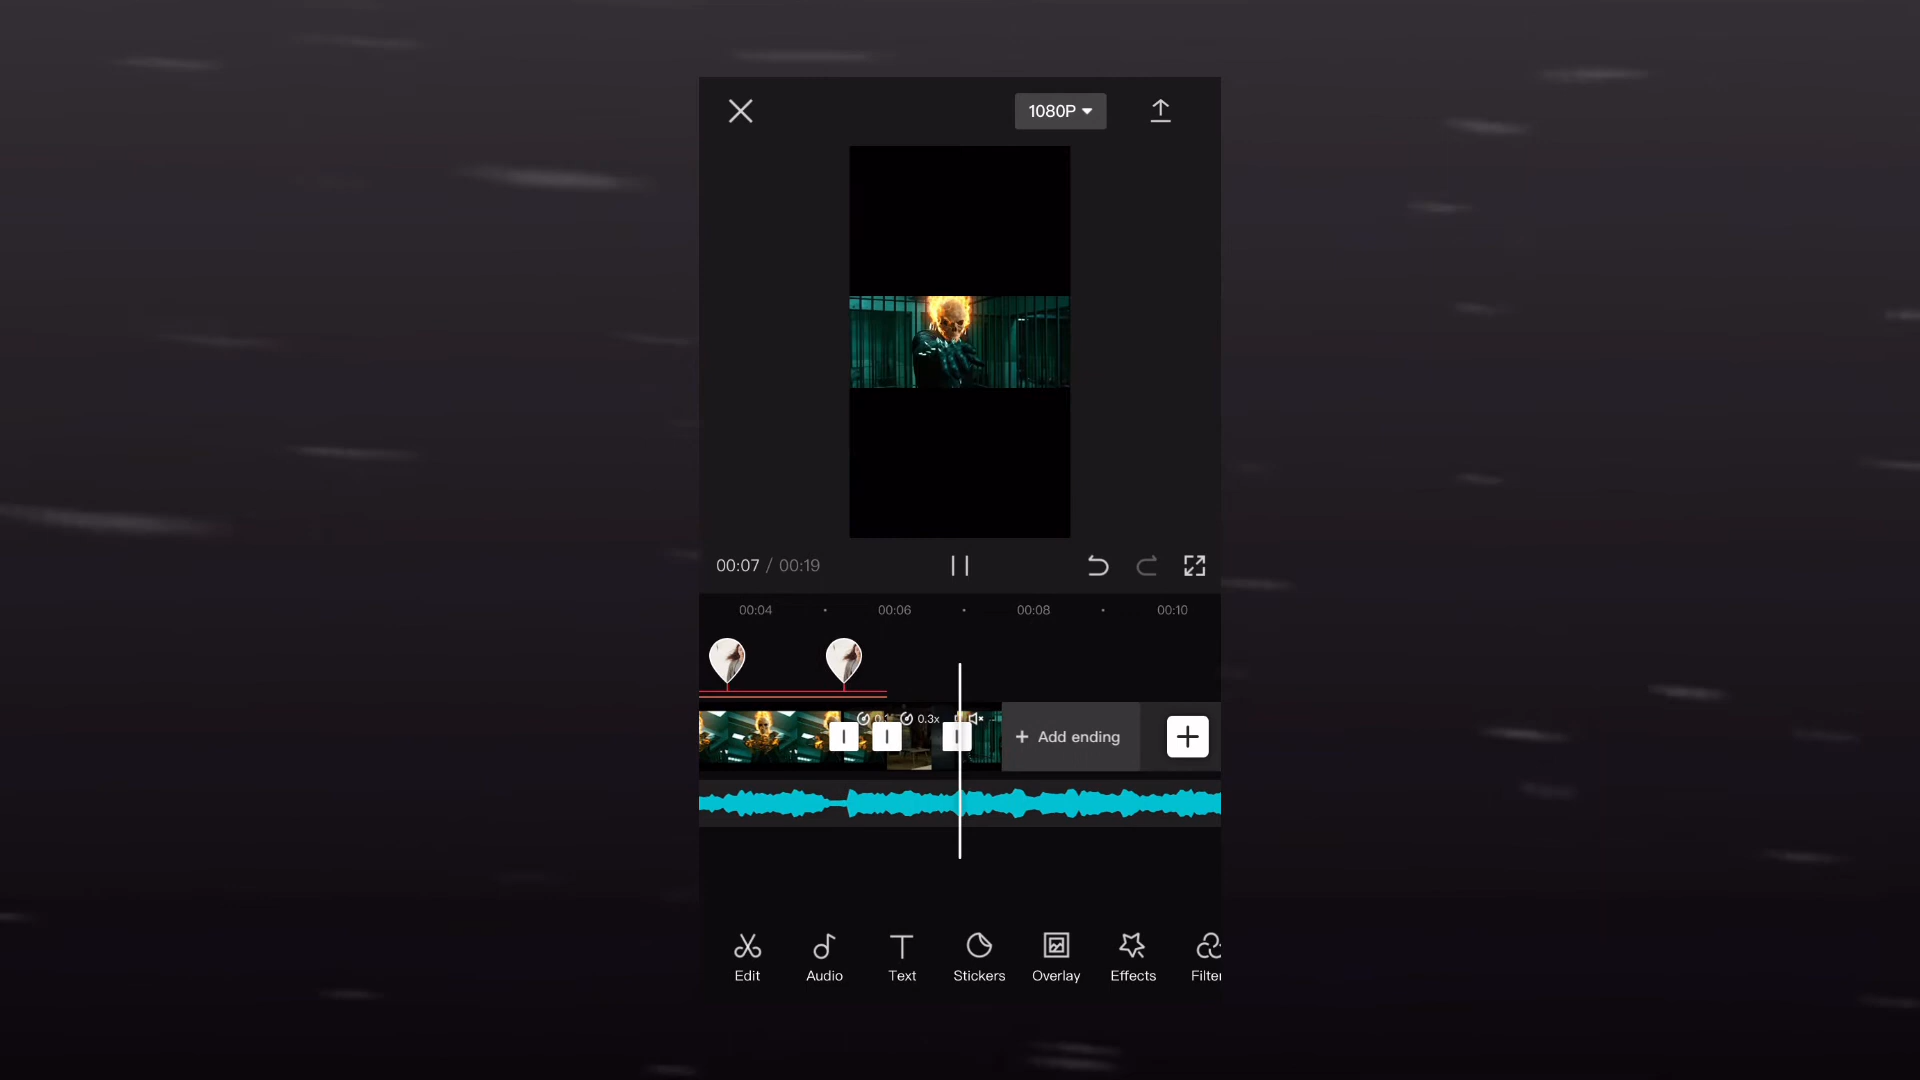 1080P
00:07 / 00:19
00:04 00:06 00:08 00:10
0.3x
+ Add ending
Edit Audio Text Stickers Overlay Effects Filter